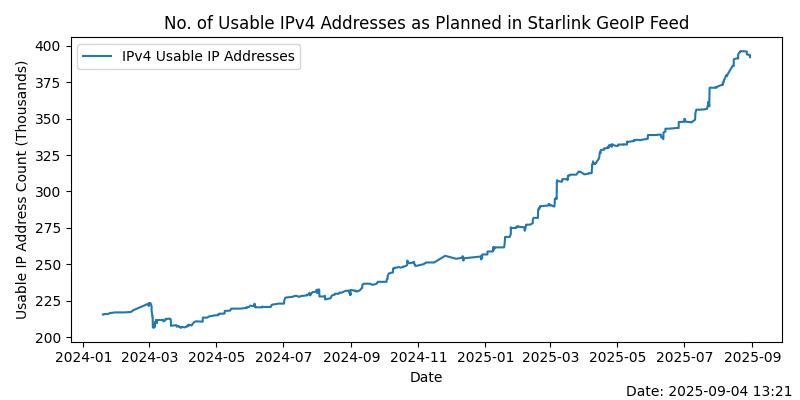 No. of Usable IPv4 Addresses as Planned in Starlink GeoIP Feed
IPv4 Usable IP Addresses
Usable IP Address Count (Thousands)
400
375
350
325
300
275
250
225
200
2024-01 2024-03 2024-05 2024-07 2024-09 2024-11 2025-01 2025-03 2025-05 2025-07 2025-09
Date
Date: 2025-09-04 13:21